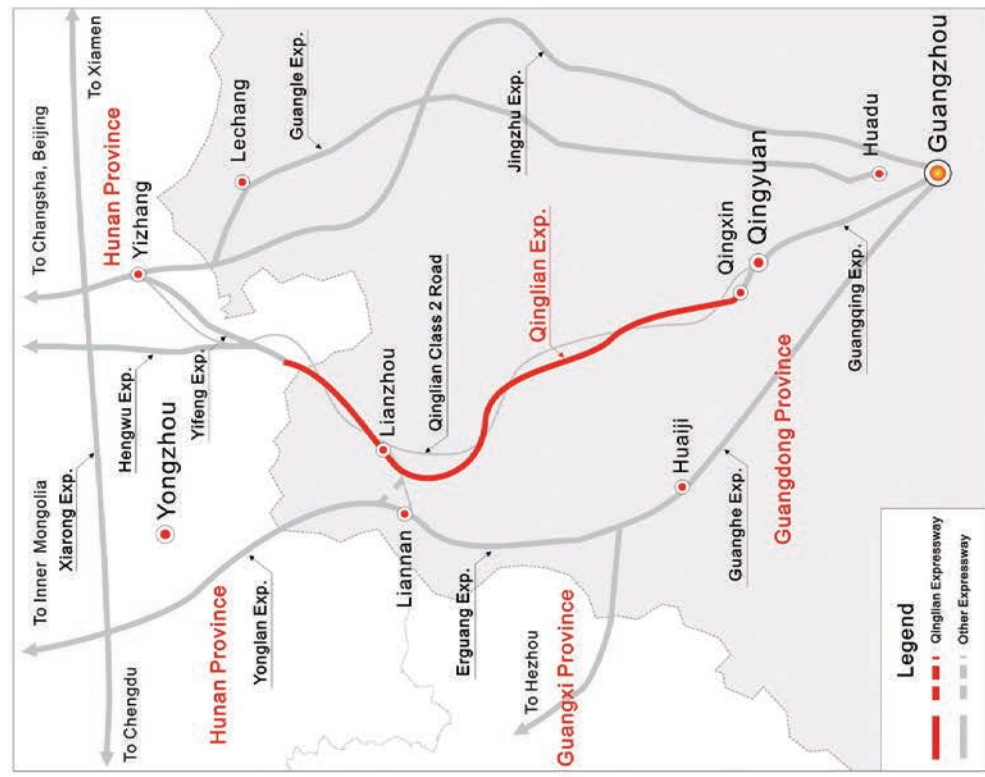 To Changsha, Beijing
To Xiamen
Hunan Province
Yizhang
Lechang
Guangle Exp.
Jingzhu Exp.
Huadu
Guangzhou
Hengwu Exp.
Yifeng Exp.
Lianzhou
Qinglian Class 2 Road
Qinglian Exp.
Qingxin
Qingyuan
Guangqing Exp.
To Inner Mongolia
Xiarong Exp.
Yongzhou
Liannan
Huaiji
Guangdong Province
Guanghe Exp.
To Chengdu
Hunan Province
Yonglan Exp.
Erguang Exp.
To Hezhou
Guangxi Province
Legend
Qinglian Expressway
Other Expressway